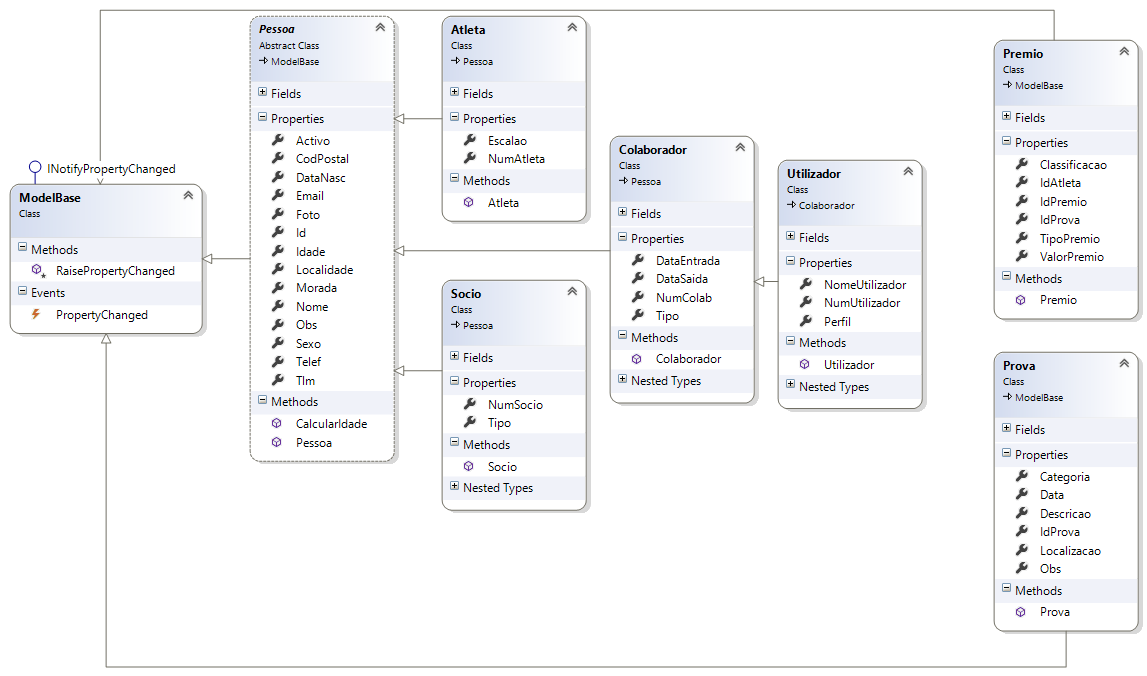 INotifyPropertyChanged
ModelBase
Class
Methods
RaisePropertyChanged
Events
PropertyChanged
Pessoa
Abstract Class
ModelBase
Fields
Properties
Activo
CodPostal
DataNasc
Email
Foto
Id
Idade
Localidade
Morada
Nome
Obs
Sexo
Telef
Tlm
Methods
CalcularIdade
Pessoa
Atleta
Class
Pessoa
Fields
Properties
Escalao
NumAtleta
Methods
Atleta
Socio
Class
Pessoa
Fields
Properties
NumSocio
Tipo
Methods
Socio
Nested Types
Colaborador
Class
Pessoa
Fields
Properties
DataEntrada
DataSaida
NumColab
Tipo
Methods
Colaborador
Nested Types
Utilizador
Class
Colaborador
Fields
Properties
NomeUtilizador
NumUtilizador
Perfil
Methods
Utilizador
Nested Types
Premio
Class
ModelBase
Fields
Properties
Classificacao
IdAtleta
IdPremio
IdProva
TipoPremio
ValorPremio
Methods
Premio
Prova
Class
ModelBase
Fields
Properties
Categoria
Data
Descricao
IdProva
Localizacao
Obs
Methods
Prova